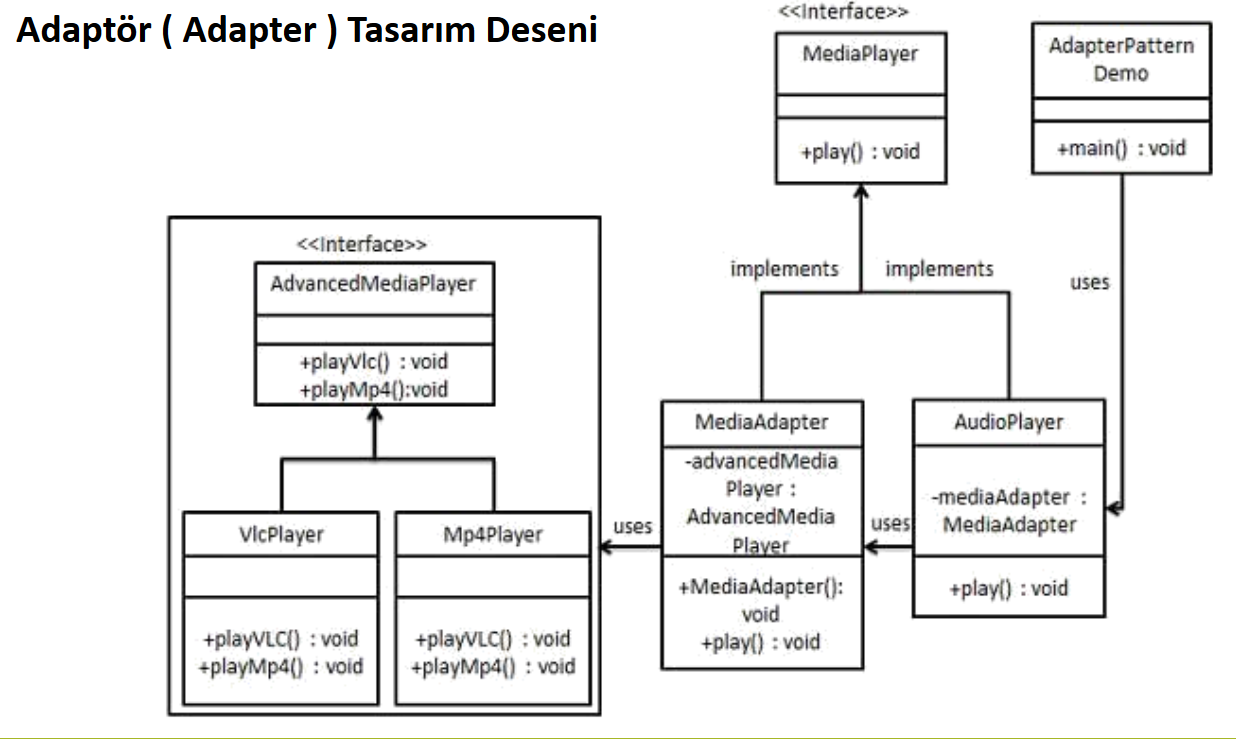 Adaptör ( Adapter ) Tasarım Deseni
<<Interface>>
MediaPlayer
+play() : void
AdapterPattern
Demo
+main() : void
implements
implements
uses
<<Interface>>
AdvancedMediaPlayer
+playVlc() : void
+playMp4():void
VlcPlayer
+playVLC() : void
+playMp4() : void
Mp4Player
+playVLC() : void
+playMp4() : void
uses
MediaAdapter
-advancedMedia
Player :
AdvancedMedia
Player
+MediaAdapter():
void
+play() : void
uses
AudioPlayer
-mediaAdapter :
MediaAdapter
+play() : void